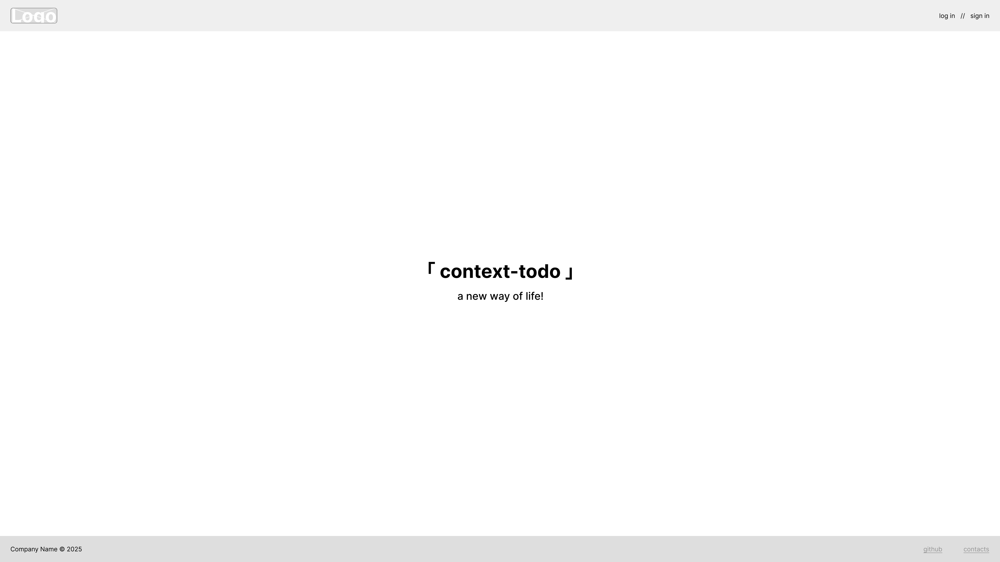 Logo
log in // sign in
「 context-todo 」
a new way of life!
Company Name © 2025
github
contacts